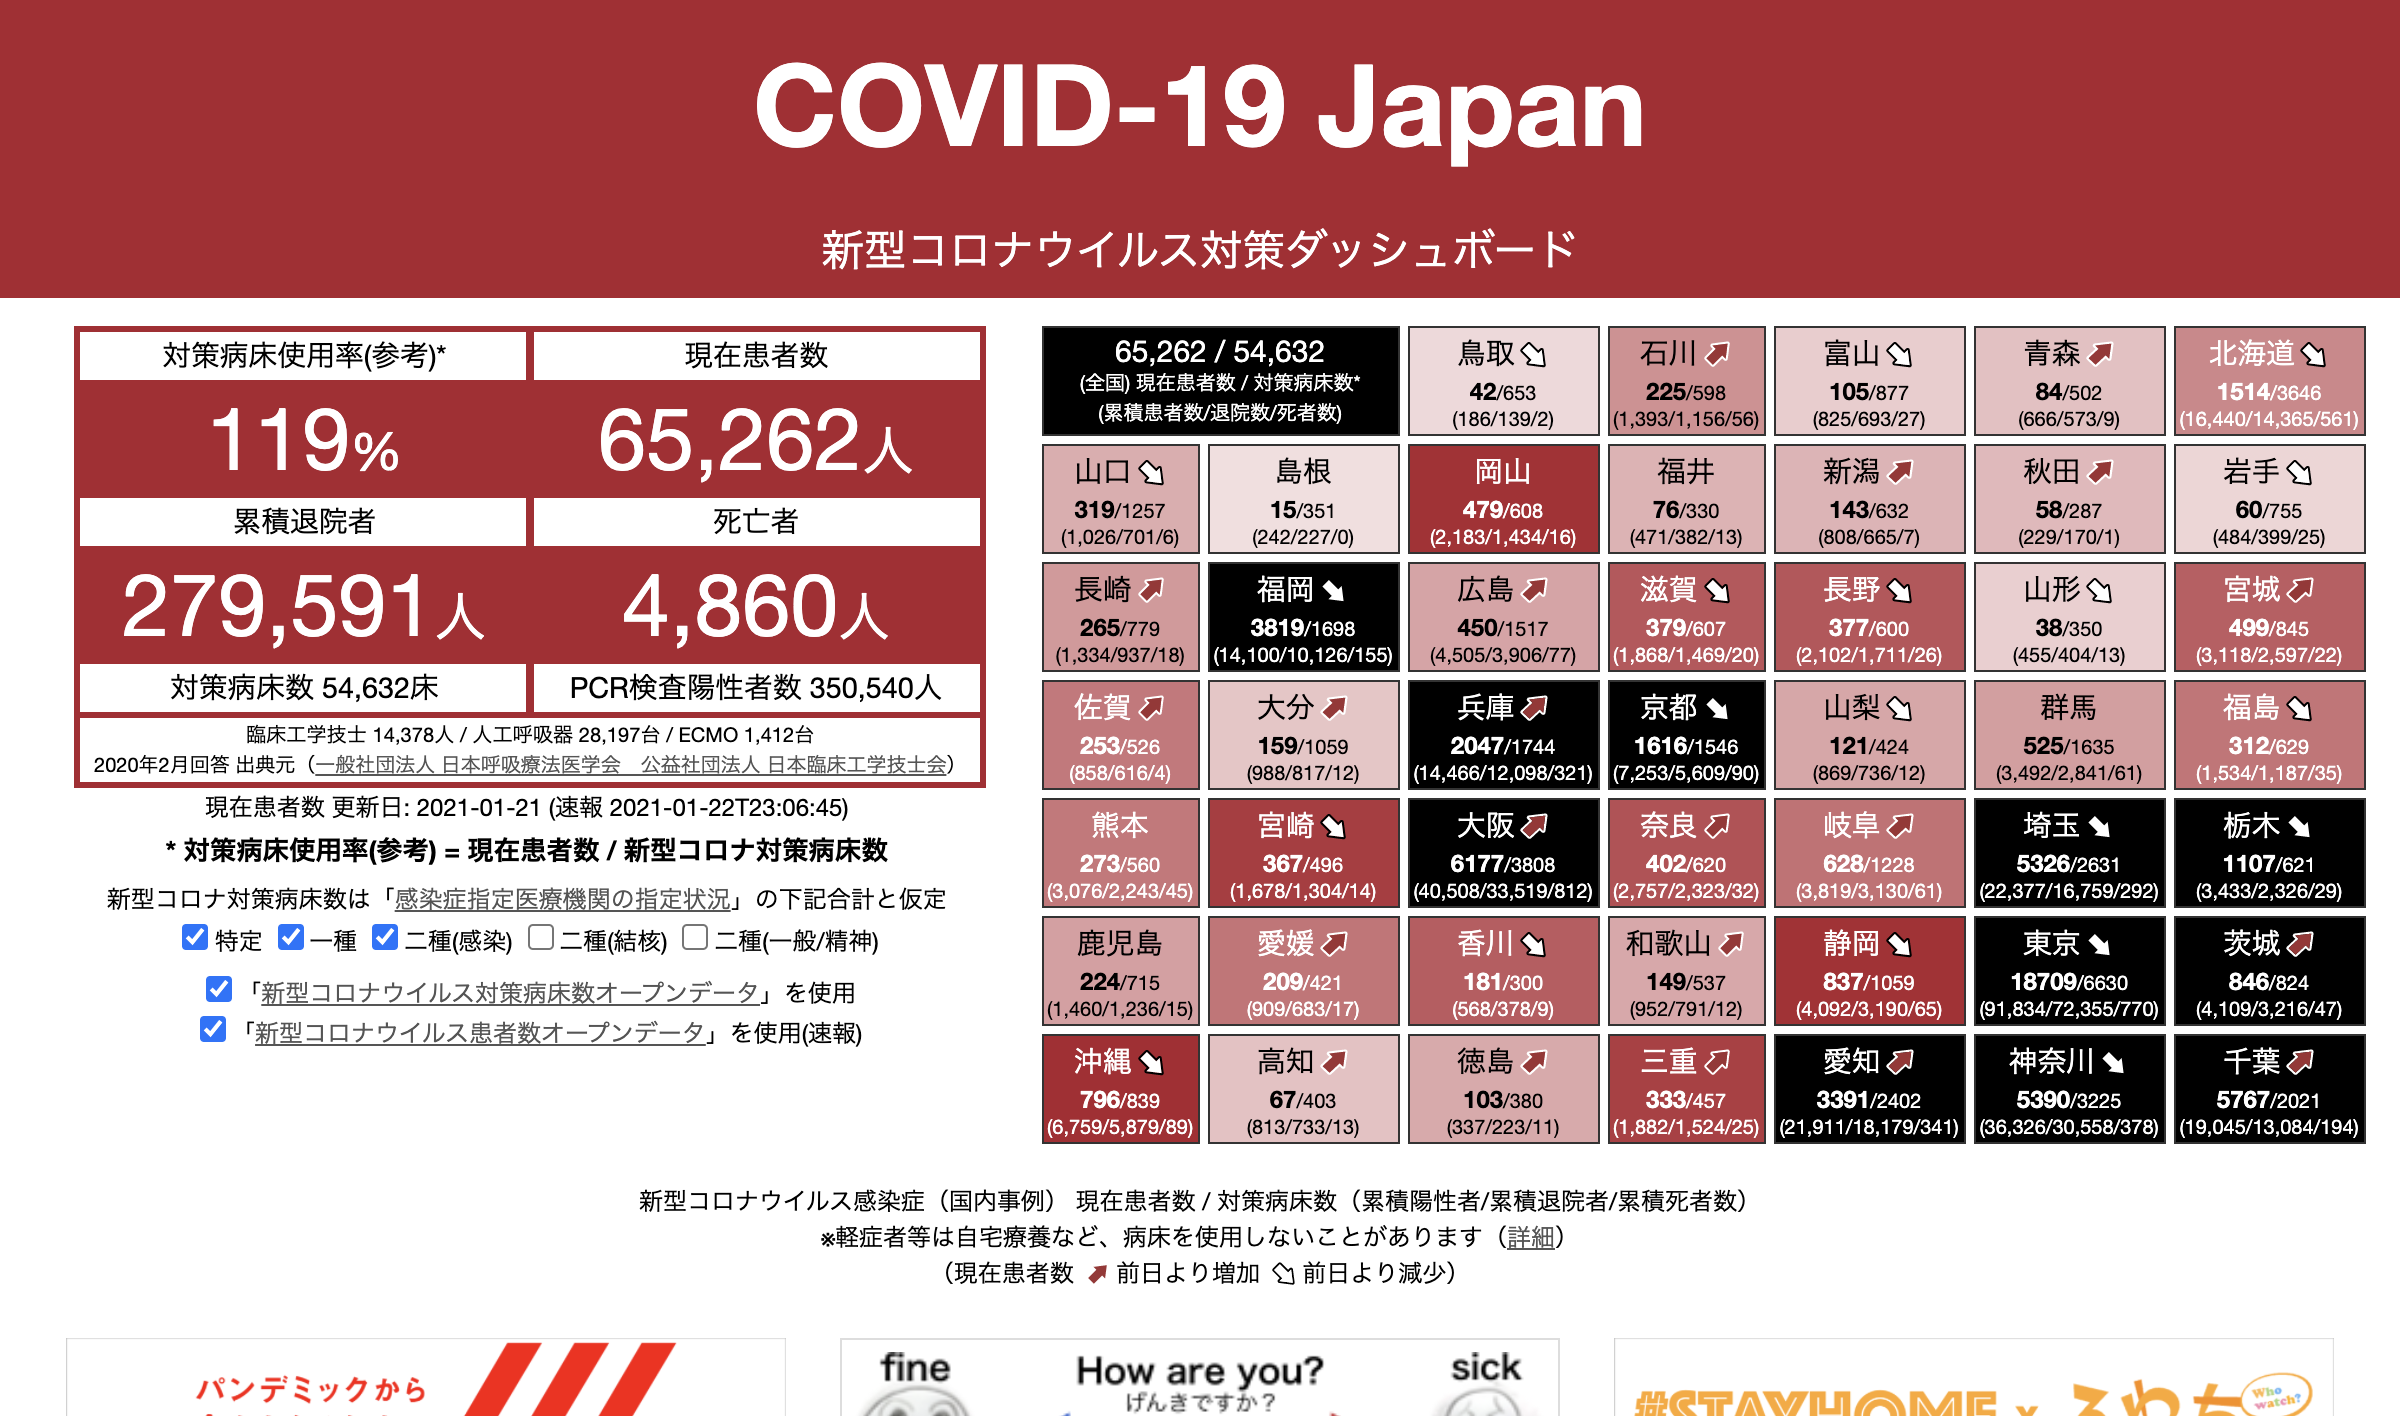 COVID-19 Japan
新型コロナウイルス対策ダッシュボード
対策病床使用率(参考)*
現在患者数
119%
65,262人
累積退院者
死亡者
279,591人
4,860人
対策病床数 54,632床
PCR検査陽性者数 350,540人
臨床工学技士 14,378人 / 人工呼吸器 28,197台 / ECMO 1,412台
2020年2月回答 出典元（一般社団法人 日本呼吸療法医学会　公益社団法人 日本臨床工学技士会）
現在患者数 更新日: 2021-01-21 (速報 2021-01-22T23:06:45)
* 対策病床使用率(参考) = 現在患者数 / 新型コロナ対策病床数
新型コロナ対策病床数は「感染症指定医療機関の指定状況」の下記合計と仮定
特定 一種 二種(感染) 二種(結核) 二種(一般/精神)
「新型コロナウイルス対策病床数オープンデータ」を使用
「新型コロナウイルス患者数オープンデータ」を使用(速報)
65,262 / 54,632
(全国) 現在患者数 / 対策病床数*
(累積患者数/退院数/死者数)
鳥取
42/653
(186/139/2)
石川
225/598
(1,393/1,156/56)
富山
105/877
(825/693/27)
青森
84/502
(666/573/9)
北海道
1514/3646
(16,440/14,365/561)
山口
319/1257
(1,026/701/6)
島根
15/351
(242/227/0)
岡山
479/608
(2,183/1,434/16)
福井
76/330
(471/382/13)
新潟
143/632
(808/665/7)
秋田
58/287
(229/170/1)
岩手
60/755
(484/399/25)
長崎
265/779
(1,334/937/18)
福岡
3819/1698
(14,100/10,126/155)
広島
450/1517
(4,505/3,906/77)
滋賀
379/607
(1,868/1,469/20)
長野
377/600
(2,102/1,711/26)
山形
38/350
(455/404/13)
宮城
499/845
(3,118/2,597/22)
佐賀
253/526
(858/616/4)
大分
159/1059
(988/817/12)
兵庫
2047/1744
(14,466/12,098/321)
京都
1616/1546
(7,253/5,609/90)
山梨
121/424
(869/736/12)
群馬
525/1635
(3,492/2,841/61)
福島
312/629
(1,534/1,187/35)
熊本
273/560
(3,076/2,243/45)
宮崎
367/496
(1,678/1,304/14)
大阪
6177/3808
(40,508/33,519/812)
奈良
402/620
(2,757/2,323/32)
岐阜
628/1228
(3,819/3,130/61)
埼玉
5326/2631
(22,377/16,759/292)
栃木
1107/621
(3,433/2,326/29)
鹿児島
224/715
(1,460/1,236/15)
愛媛
209/421
(909/683/17)
香川
181/300
(568/378/9)
和歌山
149/537
(952/791/12)
静岡
837/1059
(4,092/3,190/65)
東京
18709/6630
(91,834/72,355/770)
茨城
846/824
(4,109/3,216/47)
沖縄
796/839
(6,759/5,879/89)
高知
67/403
(813/733/13)
徳島
103/380
(337/223/11)
三重
333/457
(1,882/1,524/25)
愛知
3391/2402
(21,911/18,179/341)
神奈川
5390/3225
(36,326/30,558/378)
千葉
5767/2021
(19,045/13,084/194)
新型コロナウイルス感染症（国内事例） 現在患者数 / 対策病床数（累積陽性者/累積退院者/累積死者数）
※軽症者等は自宅療養など、病床を使用しないことがあります（詳細）
（現在患者数 前日より増加 前日より減少）
パンデミックから
fine
How are you?
sick
げんきですか？
#STAYHOME x ふわっち
Who watch?